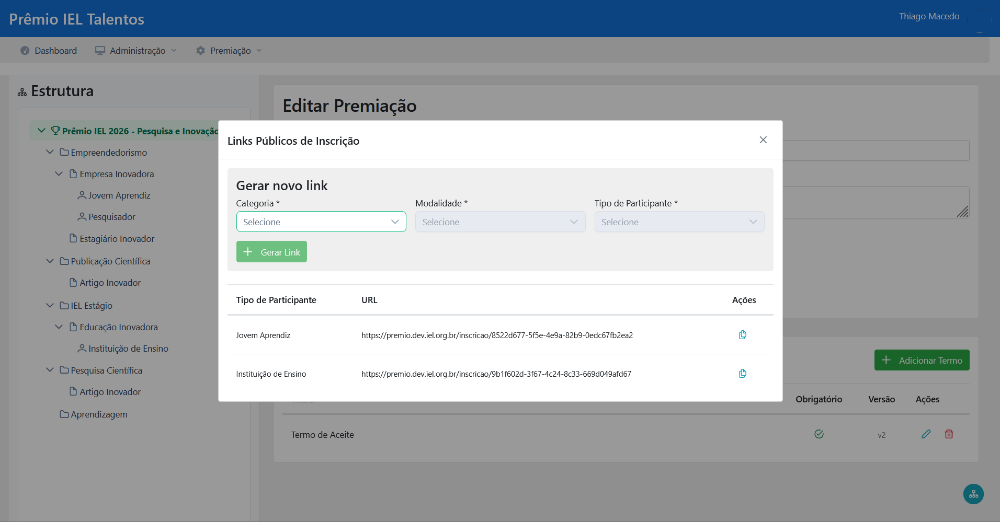 Prêmio IEL Talentos
Thiago Macedo
Dashboard
Administração
Premiação
Estrutura
Prêmio IEL 2026 - Pesquisa e Inovação
Empreendedorismo
Empresa Inovadora
Jovem Aprendiz
Pesquisador
Estagiário Inovador
Publicação Científica
Artigo Inovador
IEL Estágio
Educação Inovadora
Instituição de Ensino
Pesquisa Científica
Artigo Inovador
Aprendizagem
Editar Premiação
Links Públicos de Inscrição
Gerar novo link
Categoria * Modalidade * Tipo de Participante *
Selecione Selecione Selecione
Gerar Link
Tipo de Participante URL Ações
Jovem Aprendiz https://premio.dev.iel.org.br/inscricao/8522d677-5f5e-4e9a-82b9-0edc67fb2ea2
Instituição de Ensino https://premio.dev.iel.org.br/inscricao/9b1f602d-3f67-4c24-8c33-669d049afd67
Adicionar Termo
Obrigatório Versão Ações
Termo de Aceite v2